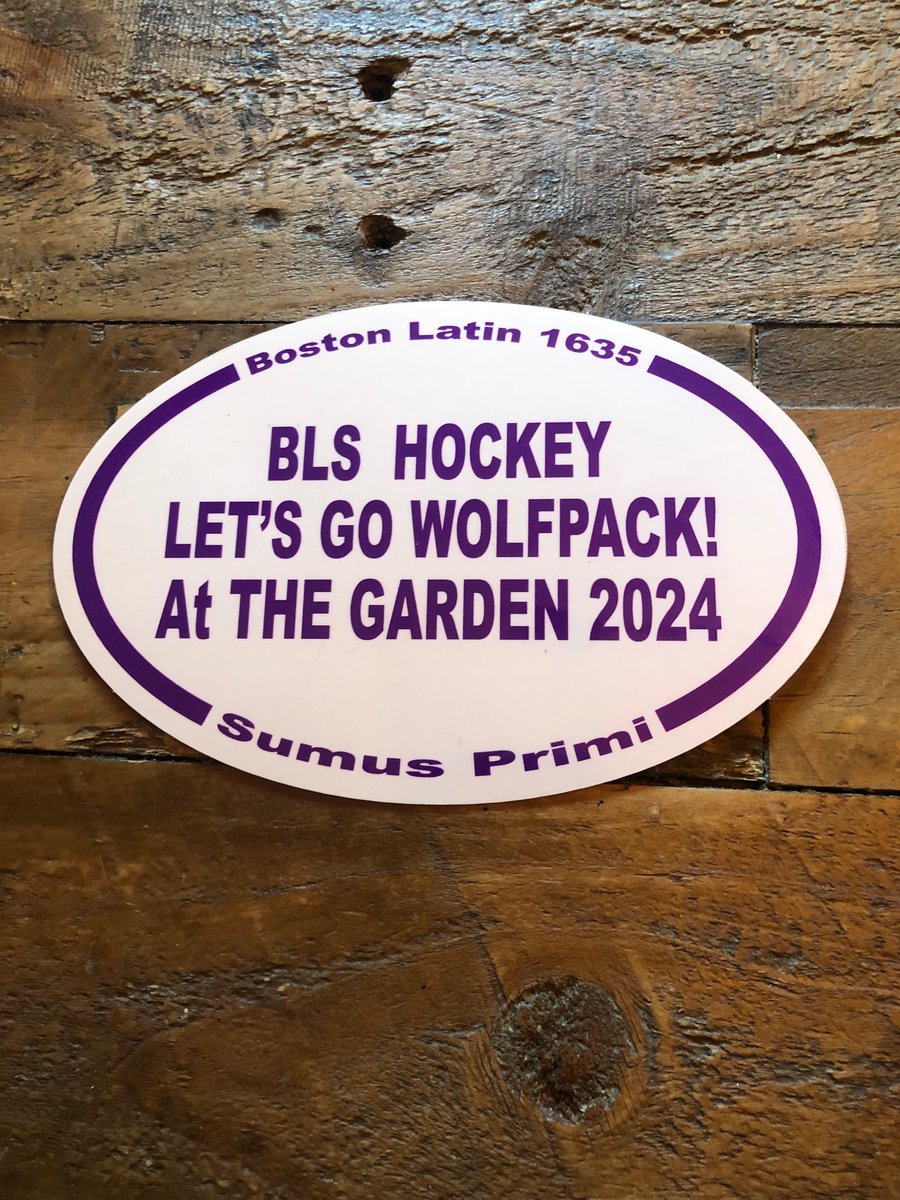 Boston Latin 1635
BLS HOCKEY
LET'S GO WOLFPACK!
At THE GARDEN 2024
Sumus Primi